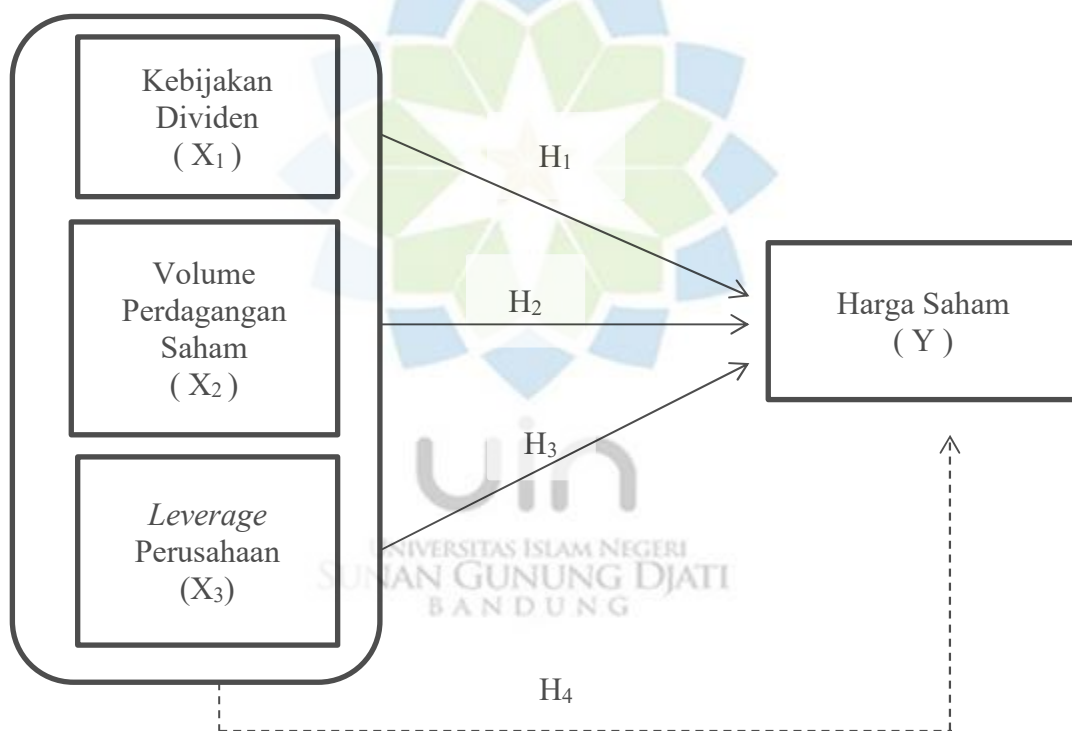 Kebijakan
Dividen
( X₁ )
H₁
Volume
Perdagangan
Saham
( X₂ )
H₂
Harga Saham
( Y )
H₃
Leverage
Perusahaan
(X₃)
uin
UNIVERSITAS ISLAM NEGERI
SUNAN GUNUNG DJATI
BANDUNG
H₄